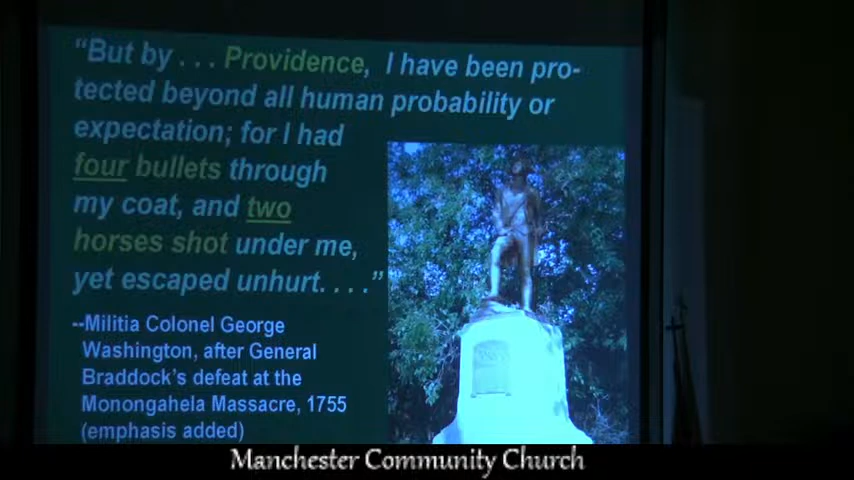 “But by . . . Providence, I have been pro-
tected beyond all human probability or
expectation; for I had
four bullets through
my coat, and two
horses shot under me,
yet escaped unhurt. . . .”
--Militia Colonel George
Washington, after General
Braddock's defeat at the
Monongahela Massacre, 1755
(emphasis added)
Manchester Community Church